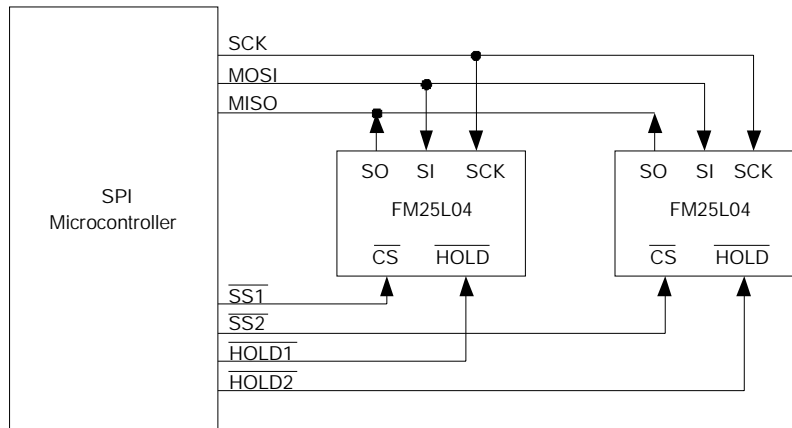 SCK
MOSI
MISO
SPI
Microcontroller
SO SI SCK
FM25L04
CS HOLD
SO SI SCK
FM25L04
CS HOLD
SS1
SS2
HOLD1
HOLD2